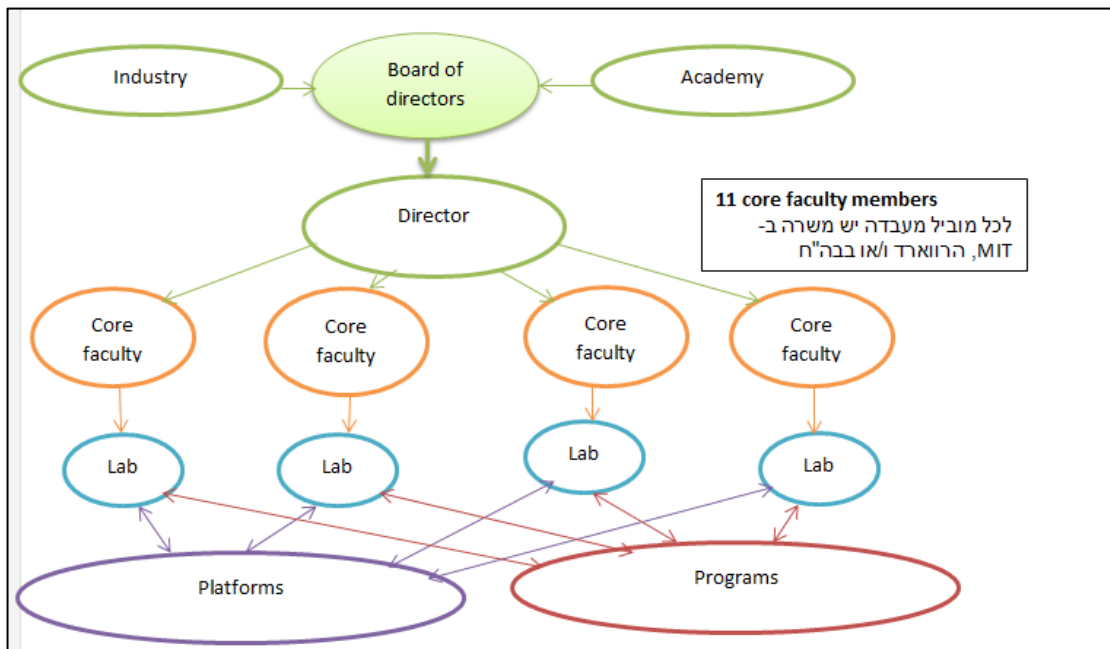 Industry
Board of
directors
Academy
Director
11 core faculty members
לכל מוביל מעבדה יש משרה ב-
MIT, הרווארד ו/או בבה"ח
Core
faculty
Core
faculty
Core
faculty
Core
faculty
Lab
Lab
Lab
Lab
Platforms
Programs